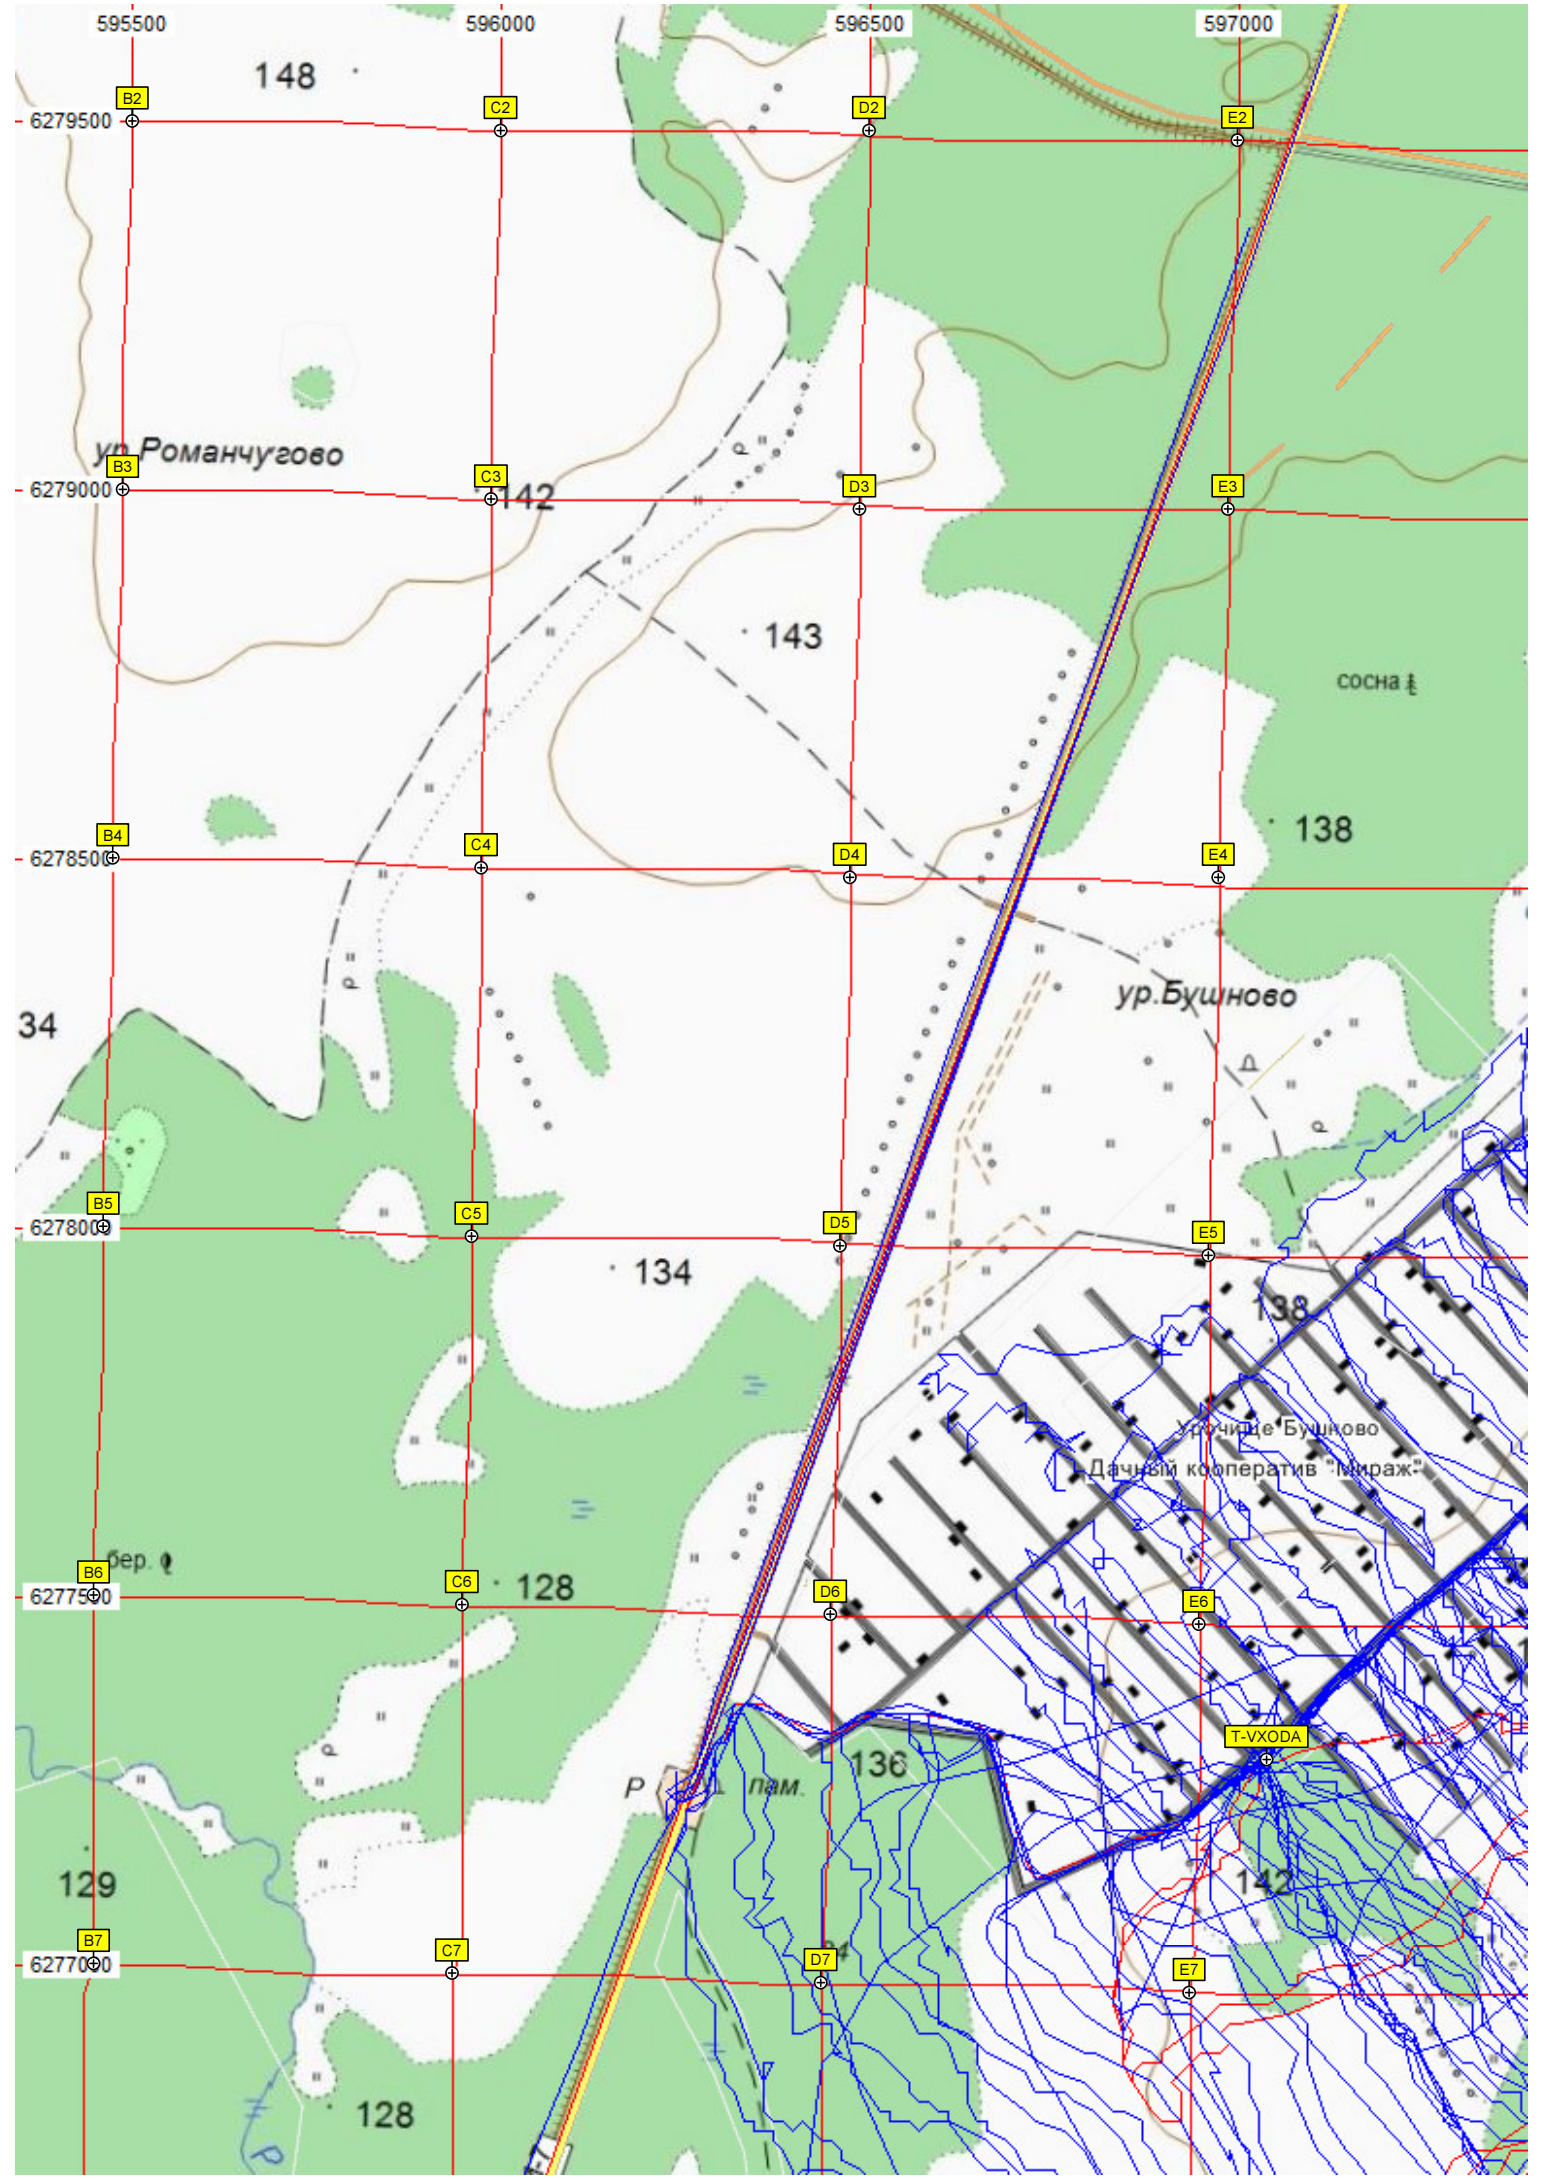 595500 596000 596500 597000
148
B2 C2 D2 E2
6279500
ур.Романчугово
B3 C3 D3 E3
6279000
142
143
сосна
138
B4 C4 D4 E4
6278500
ур.Бушново
34
B5 C5 D5 E5
6278000
134
138
Урочище Бушново
Дачный кооператив "Мираж"
бер.
B6 C6 D6 E6
6277500
128
T-VXODA
136
Р пам.
129
142
B7 C7 D7 E7
6277000
128
Р